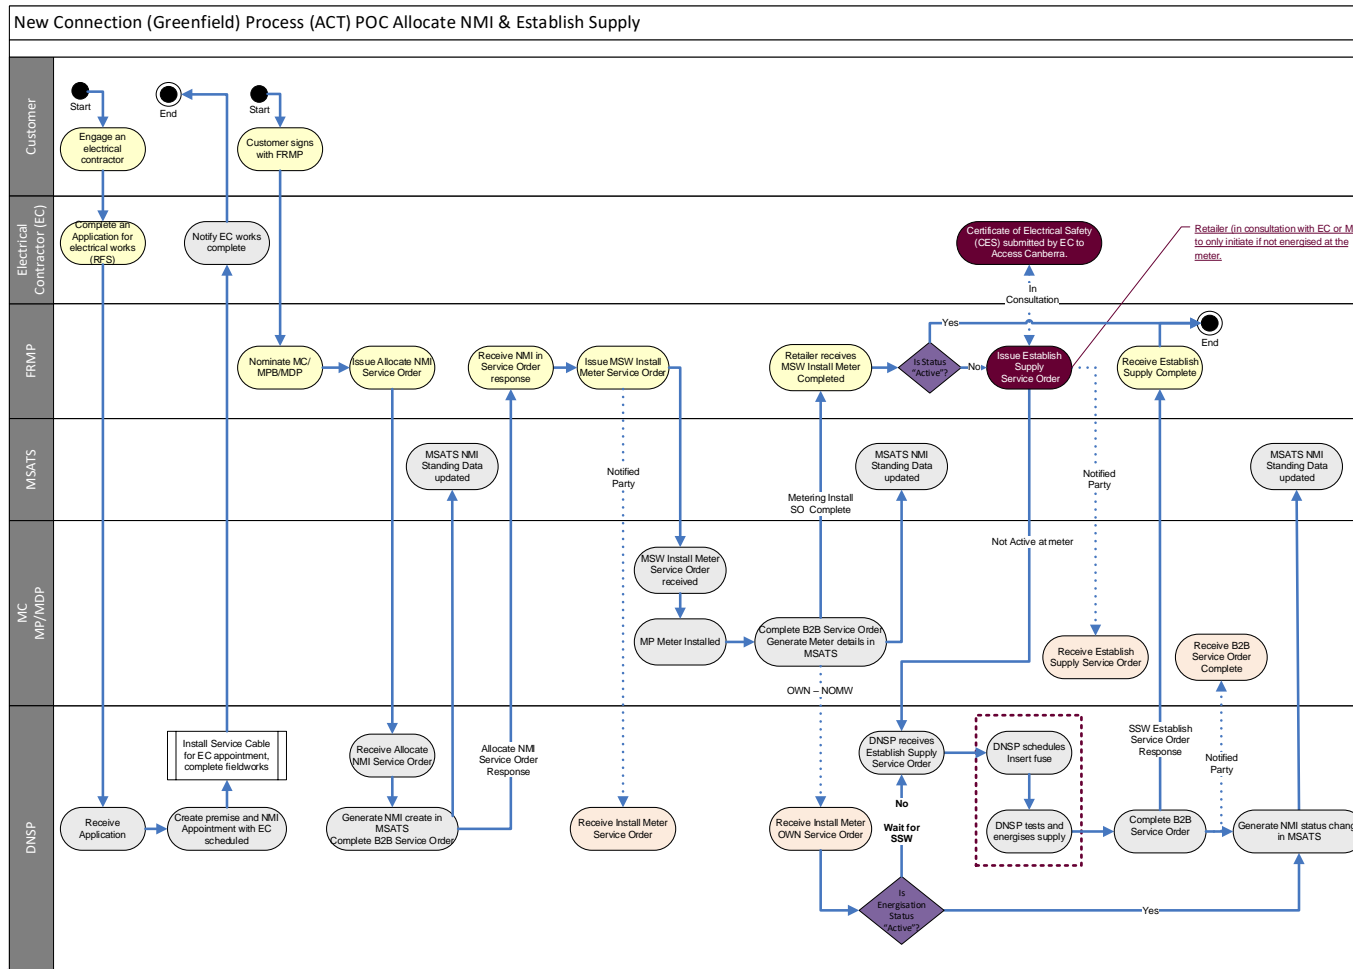 New Connection (Greenfield) Process (ACT) POC Allocate NMI & Establish Supply
Customer
Start
End
Start
Engage an
electrical
contractor
Customer signs
with FRMP
Electrical
Contractor (EC)
Complete an
Application for
electrical works
(RFS)
Notify EC works
complete
Certificate of Electrical Safety
(CES) submitted by EC to
Access Canberra.
Retailer (in consultation with EC or M
to only initiate if not energised at the
meter.
In
Consultation
FRMP
Nominate MC/
MPB/MDP
Issue Allocate NMI
Service Order
Receive NMI in
Service Order
response
Issue MSW Install
Meter Service Order
Retailer receives
MSW Install Meter
Completed
Is Status
"Active"?
Yes
No
Issue Establish
Supply
Service Order
Receive Establish
Supply Complete
End
MSATS
MSATS NMI
Standing Data
updated
Notified
Party
Metering Install
SO Complete
MSATS NMI
Standing Data
updated
Notified
Party
MSATS NMI
Standing Data
updated
MC
MP/MDP
Not Active at meter
MSW Install Meter
Service Order
received
MP Meter Installed
Complete B2B Service Order
Generate Meter details in
MSATS
Receive Establish
Supply Service Order
Receive B2B
Service Order
Complete
OWN – NOMW
DNSP
Install Service Cable
for EC appointment,
complete fieldworks
Receive Allocate
NMI Service Order
Allocate NMI
Service Order
Response
DNSP receives
Establish Supply
Service Order
DNSP schedules
Insert fuse
SSW Establish
Service Order
Response
Notified
Party
Receive
Application
Create premise and NMI
Appointment with EC
scheduled
Generate NMI create in
MSATS
Complete B2B Service Order
Receive Install Meter
Service Order
Receive Install Meter
OWN Service Order
No
Wait for
SSW
DNSP tests and
energises supply
Complete B2B
Service Order
Generate NMI status chang
in MSATS
Is
Energisation
Status
"Active"?
Yes